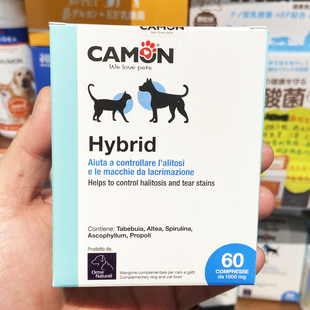 CAMON
We love pets
Hybrid
Aiuta a controllare l'alitosi
e le macchie da lacrimazione
Helps to control halitosis and tear stains
Contiene: Tabebuia, Altea, Spirulina,
Ascophyllum, Propoli
Prodotto da:
Orme
Naturali
Mangime complementare per cani e gatti
Complementary dog and cat food
60
COMPRESSE
da 1000 mg